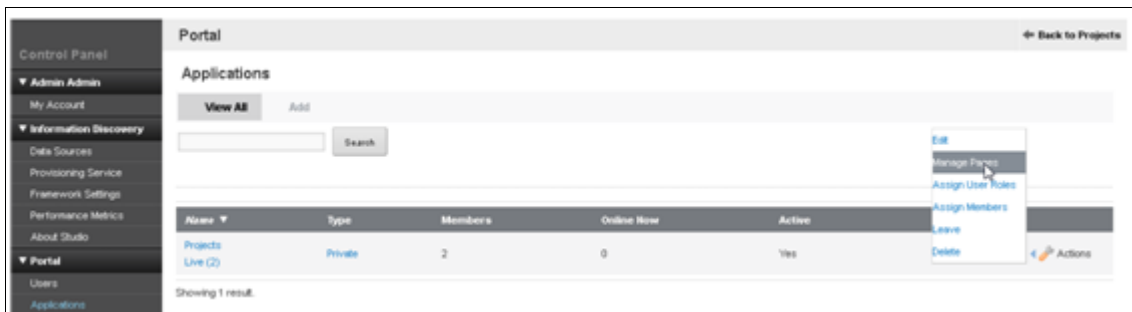 Portal
← Back to Projects
Control Panel
▼ Admin Admin
My Account
▼ Information Discovery
Data Sources
Provisioning Service
Framework Settings
Performance Metrics
About Studio
▼ Portal
Users
Applications
Applications
View All Add
Search
Edit
Manage Pages
Assign User Roles
Assign Members
Leave
Delete
Name ▼ Type Members Online Now Active
Projects
Live (2)
Private 2 0 Yes Actions
Showing 1 result.